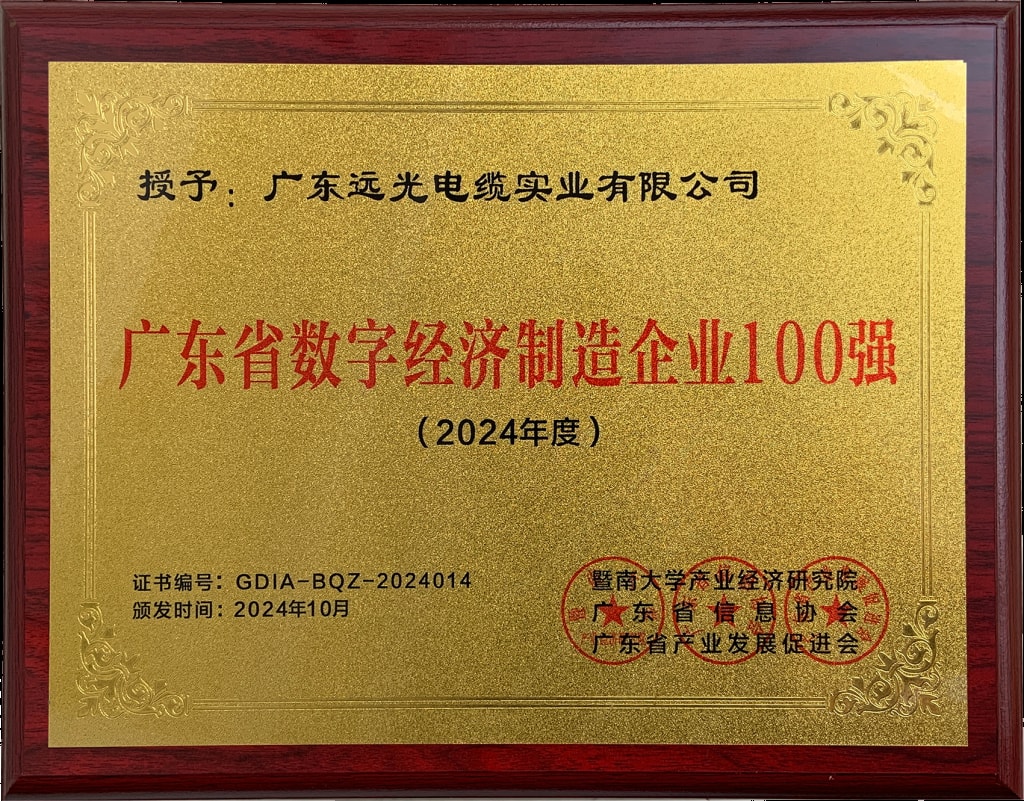 授予：广东远光电缆实业有限公司
广东省数字经济制造企业100强
（2024年度）
证书编号：GDIA-BQZ-2024014
颁发时间：2024年10月
暨南大学产业经济研究院
广东省信息协会
广东省产业发展促进会